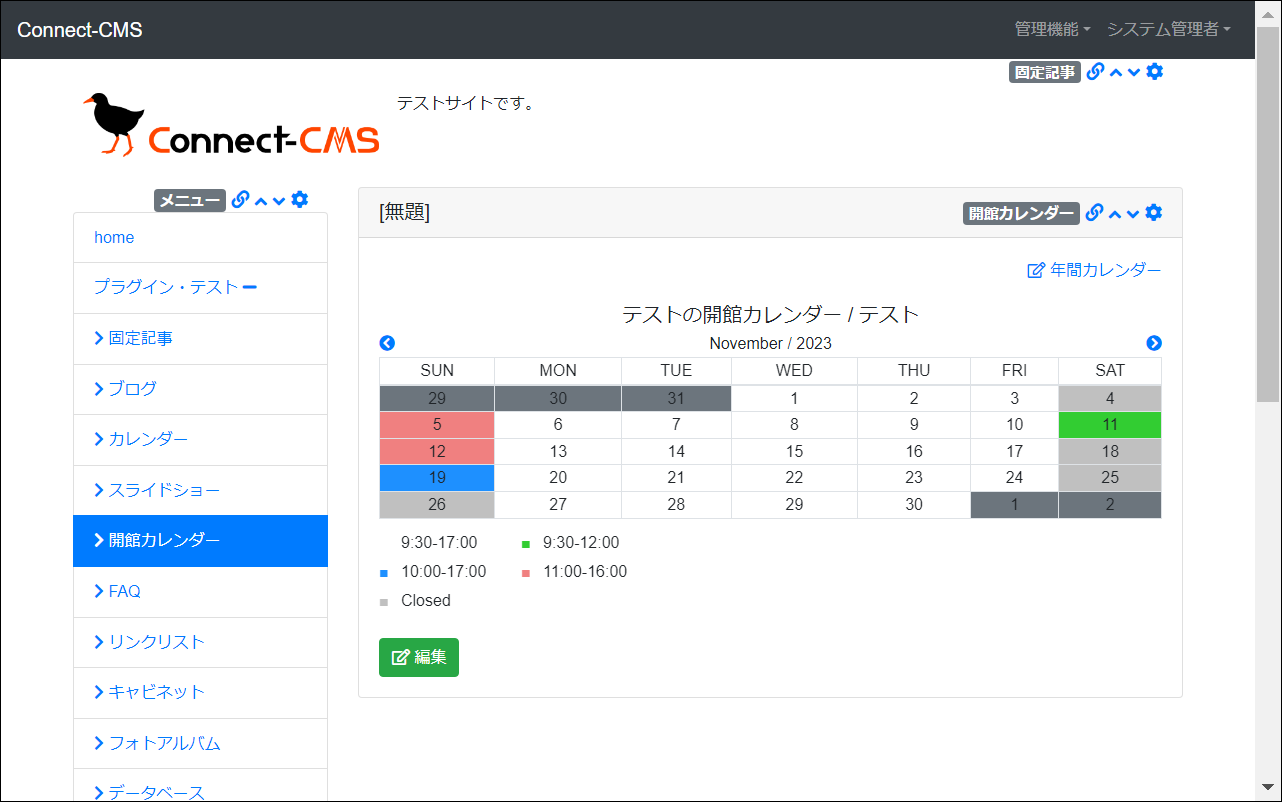 Connect-CMS
管理機能 システム管理者
固定記事
テストサイトです。
Connect-CMS
メニュー
home
プラグイン・テスト
固定記事
ブログ
カレンダー
スライドショー
開館カレンダー
FAQ
リンクリスト
キャビネット
フォトアルバム
データベース
[無題]
開館カレンダー
年間カレンダー
テストの開館カレンダー / テスト
November / 2023
SUN MON TUE WED THU FRI SAT
29 30 31 1 2 3 4
5 6 7 8 9 10 11
12 13 14 15 16 17 18
19 20 21 22 23 24 25
26 27 28 29 30 1 2
9:30-17:00 9:30-12:00
10:00-17:00 11:00-16:00
Closed
編集